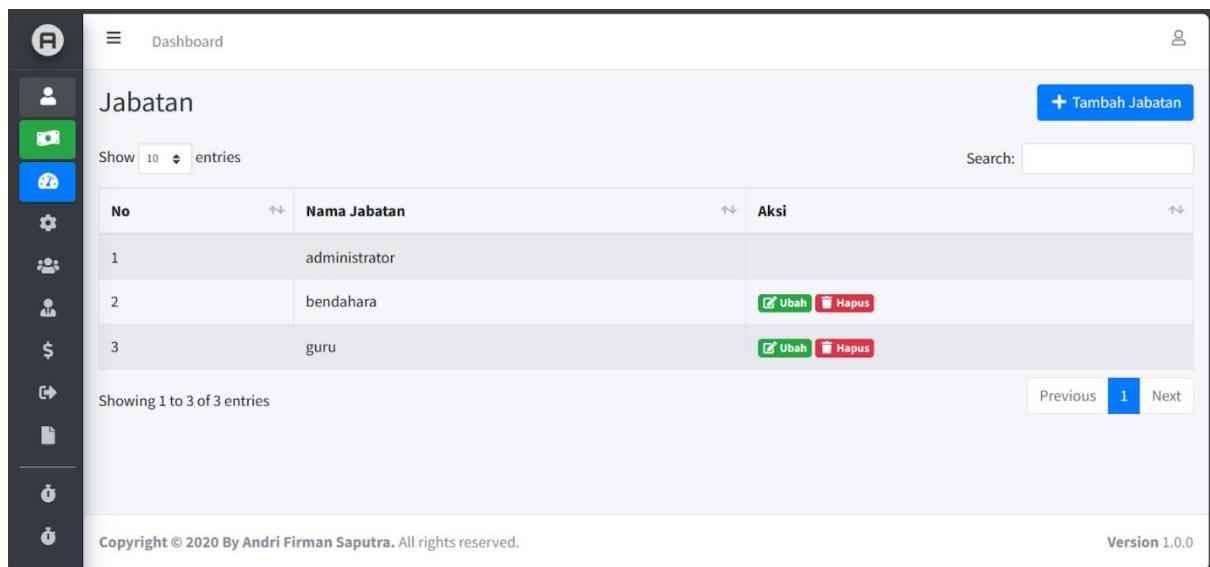 Dashboard
Jabatan
Tambah Jabatan
Show 10 entries
Search:
No Nama Jabatan Aksi
1 administrator
2 bendahara Ubah Hapus
3 guru Ubah Hapus
Showing 1 to 3 of 3 entries
Previous 1 Next
Copyright © 2020 By Andri Firman Saputra. All rights reserved. Version 1.0.0